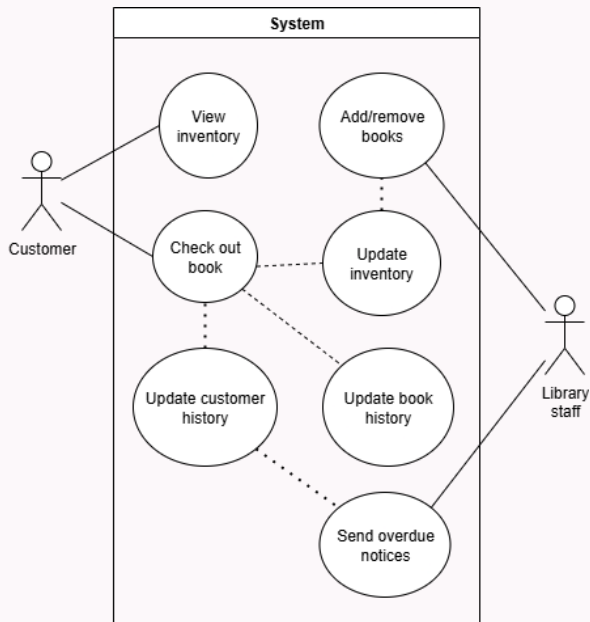 System
View
inventory
Add/remove
books
Customer
Check out
book
Update
inventory
Library
staff
Update customer
history
Update book
history
Send overdue
notices